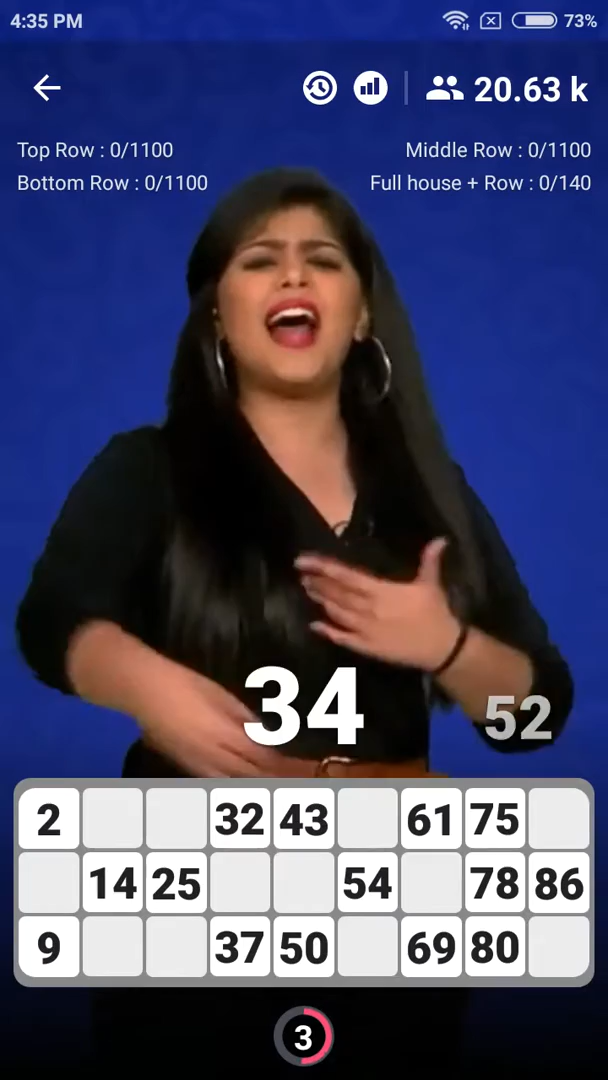 4:35 PM 73%
20.63 k
Top Row : 0/1100 Middle Row : 0/1100
Bottom Row : 0/1100 Full house + Row : 0/140
34 52
2 32 43 61 75
14 25 54 78 86
9 37 50 69 80
3